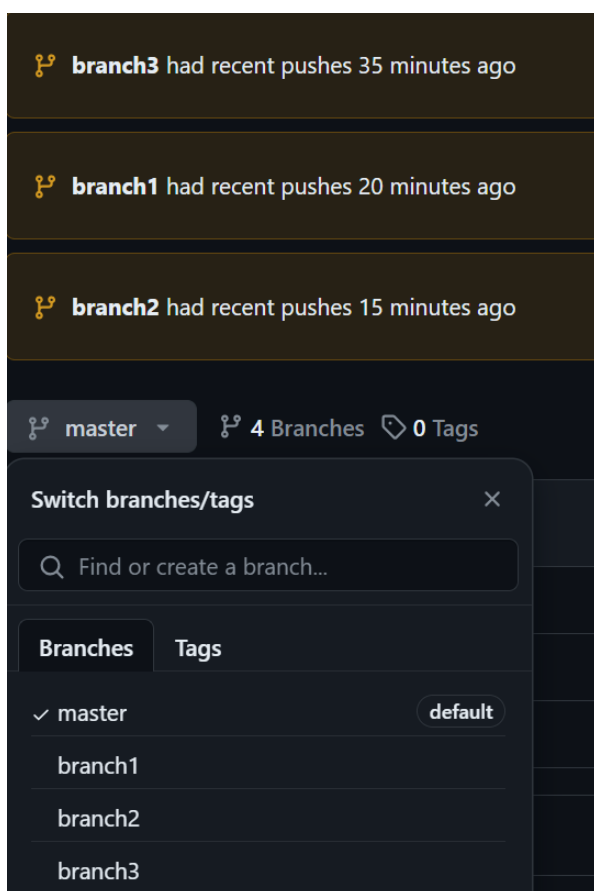 branch3 had recent pushes 35 minutes ago
branch1 had recent pushes 20 minutes ago
branch2 had recent pushes 15 minutes ago
master 4 Branches 0 Tags
Switch branches/tags
Find or create a branch...
Branches Tags
master default
branch1
branch2
branch3